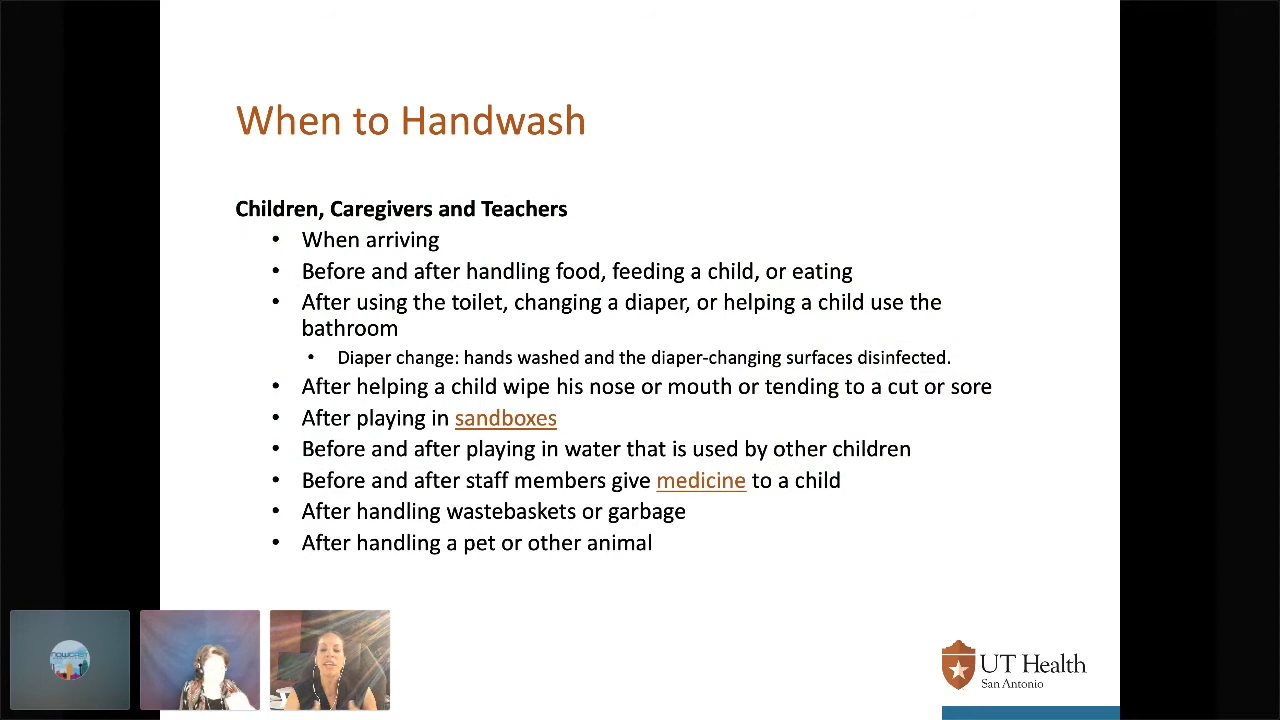 When to Handwash
Children, Caregivers and Teachers
• When arriving
• Before and after handling food, feeding a child, or eating
• After using the toilet, changing a diaper, or helping a child use the
bathroom
• Diaper change: hands washed and the diaper-changing surfaces disinfected.
• After helping a child wipe his nose or mouth or tending to a cut or sore
• After playing in sandboxes
• Before and after playing in water that is used by other children
• Before and after staff members give medicine to a child
• After handling wastebaskets or garbage
• After handling a pet or other animal
NOWCAST
UT Health
San Antonio